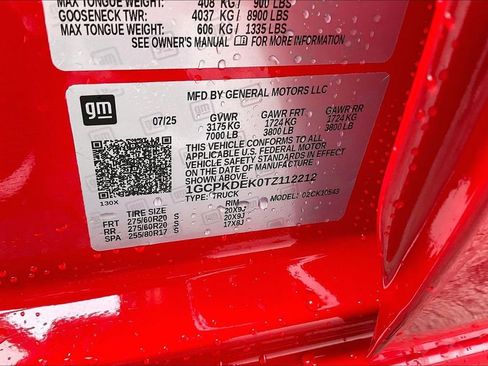 MAX TONGUE WEIGHT: 408 KG / 900 LBS
GOOSENECK TWR: 4037 KG / 8900 LBS
MAX TONGUE WEIGHT: 606 KG / 1335 LBS
SEE OWNER'S MANUAL gm FOR MORE INFORMATION
gm
MFD BY GENERAL MOTORS LLC
07/25 GVWR GAWR FRT GAWR RR
3175 KG 1724 KG 1724 KG
7000 LB 3800 LB 3800 LB
THIS VEHICLE CONFORMS TO ALL
APPLICABLE U.S. FEDERAL MOTOR
VEHICLE SAFETY STANDARDS IN EFFECT
ON THE DATE OF MANUFACTURE
SHOWN ABOVE.
1GCPKDEK0TZ112212
TYPE: TRUCK MODEL: 02CK10543
130X
TIRE SIZE RIM
FRT 275/60R20 S 20X9J
RR 275/60R20 S 20X9J
SPA 255/80R17 S 17X8J